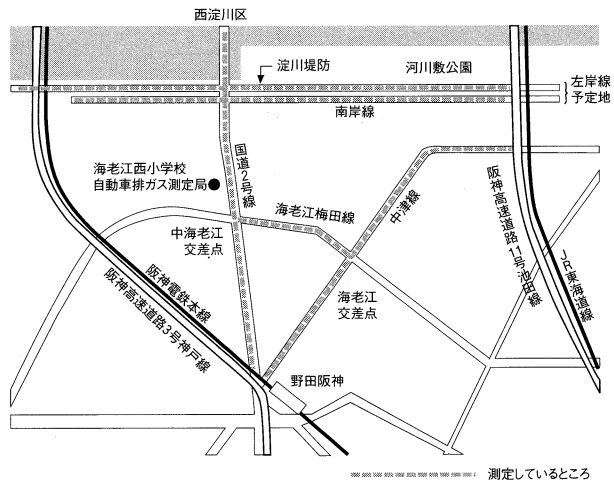 西淀川区
淀川堤防
河川敷公園
左岸線
予定地
南岸線
国道2号線
海老江西小学校
自動車排ガス測定局
海老江梅田線
中津線
中海老江
交差点
海老江
交差点
阪神高速道路11号池田線
JR東海道線
阪神電鉄本線
阪神高速道路3号神戸線
野田阪神
測定しているところ